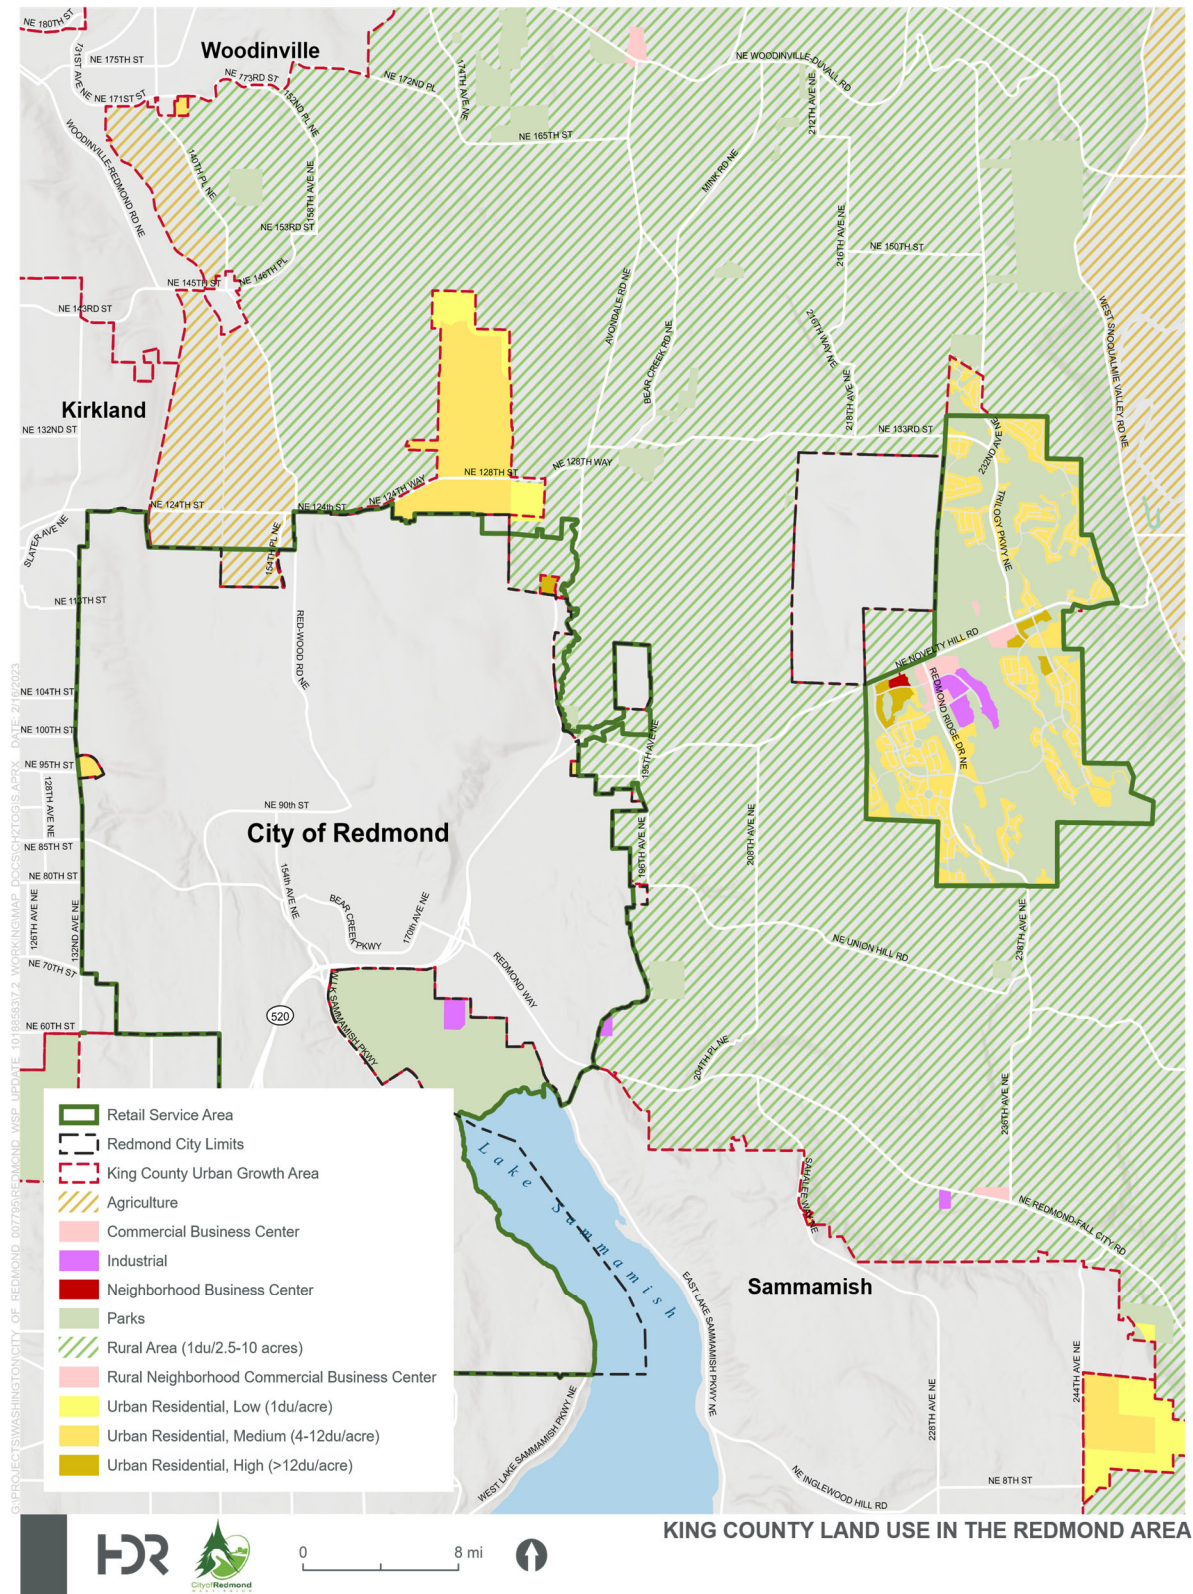 NE 180TH ST
Woodinville
NE 175TH ST
131ST AVE NE
NE 173RD ST
NE 172ND PL
174TH AVE NE
NE WOODINVILLE-DUVALL RD
NE 171ST ST
152ND PL NE
212TH AVE NE
WOODINVILLE-REDMOND RD NE
NE 165TH ST
140TH PL NE
158TH AVE NE
MINK RD NE
NE 153RD ST
216TH AVE NE
NE 150TH ST
NE 145TH ST
NE 146TH PL
NE 143RD ST
AVONDALE RD NE
BEAR CREEK RD NE
216TH WAY NE
WEST SNOQUALMIE VALLEY RD NE
218TH AVE NE
Kirkland
NE 132ND ST
NE 133RD ST
232ND AVE NE
NE 128TH WAY
NE 128TH ST
NE 124TH WAY
NE 124TH ST
NE 124th ST
TRILOGY PKWY NE
SLATER AVE NE
154TH PL NE
NE 113TH ST
RED-WOOD RD NE
NE NOVELTY HILL RD
REDMOND RIDGE DR NE
NE 104TH ST
NE 100TH ST
NE 95TH ST
195TH AVE NE
128TH AVE NE
NE 90th ST
City of Redmond
208TH AVE NE
196TH AVE NE
NE 85TH ST
NE 80TH ST
154th AVE NE
BEAR CREEK PKWY
170th AVE NE
126TH AVE NE
132ND AVE NE
NE UNION HILL RD
238TH AVE NE
NE 70TH ST
REDMOND WAY
W LK SAMMAMISH PKWY
520
NE 60TH ST
204TH PL NE
236TH AVE NE
Lake Sammamish
SAHALEE WAY NE
NE REDMOND-FALL CITY RD
Sammamish
EAST LAKE SAMMAMISH PKWY NE
WEST LAKE SAMMAMISH PKWY NE
228TH AVE NE
244TH AVE NE
NE INGLEWOOD HILL RD
NE 8TH ST
Retail Service Area
Redmond City Limits
King County Urban Growth Area
Agriculture
Commercial Business Center
Industrial
Neighborhood Business Center
Parks
Rural Area (1du/2.5-10 acres)
Rural Neighborhood Commercial Business Center
Urban Residential, Low (1du/acre)
Urban Residential, Medium (4-12du/acre)
Urban Residential, High (>12du/acre)
KING COUNTY LAND USE IN THE REDMOND AREA
HDR
CityofRedmond
WASHINGTON
0 8 mi